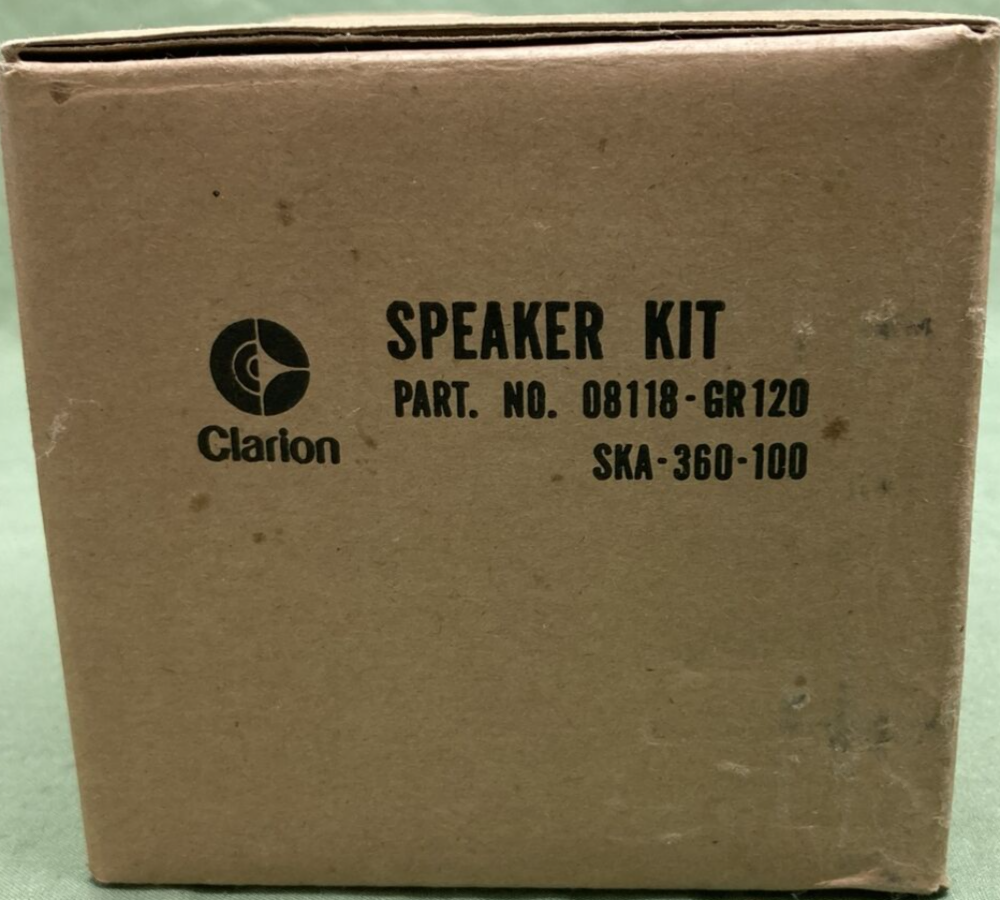 SPEAKER KIT
PART. NO. 08118-GR120
SKA-360-100
Clarion